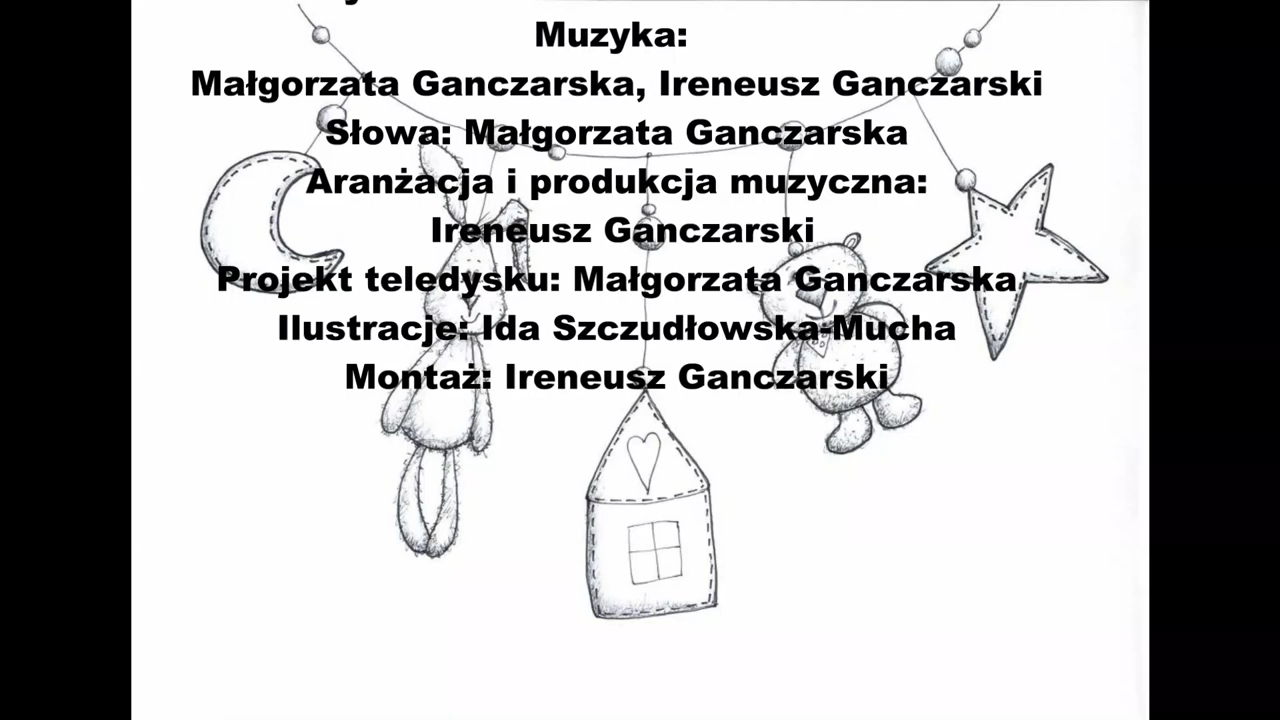 Muzyka:
Małgorzata Ganczarska, Ireneusz Ganczarski
Słowa: Małgorzata Ganczarska
Aranżacja i produkcja muzyczna:
Ireneusz Ganczarski
Projekt teledysku: Małgorzata Ganczarska
Ilustracje: Ida Szczudłowska-Mucha
Montaż: Ireneusz Ganczarski